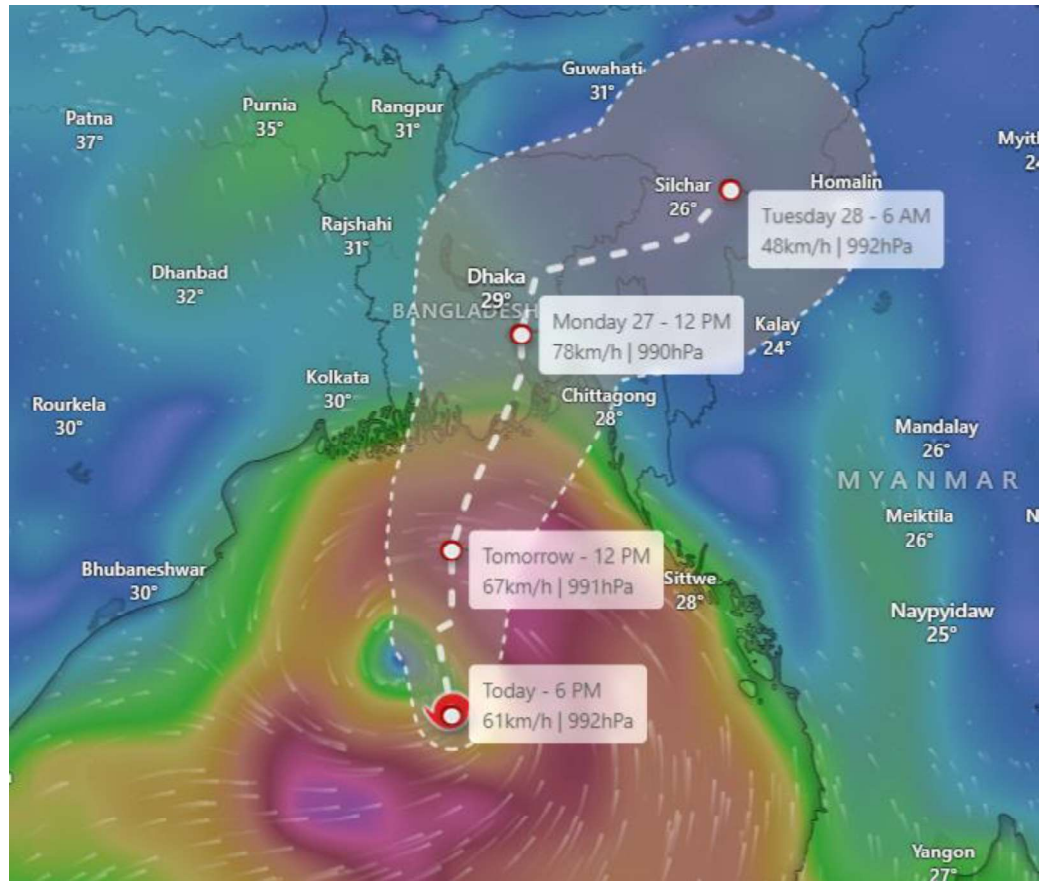 Guwahati
31°
Purnia
35°
Rangpur
31°
Patna
37°
Myit
24
Silchar
26°
Homalin
Tuesday 28 - 6 AM
48km/h | 992hPa
Rajshahi
31°
Dhanbad
32°
Dhaka
29°
BANGLADESH
Monday 27 - 12 PM
78km/h | 990hPa
Kalay
24°
Kolkata
30°
Chittagong
28°
Rourkela
30°
Mandalay
26°
MYANMAR
Meiktila
26°
N
Tomorrow - 12 PM
67km/h | 991hPa
Bhubaneshwar
30°
Sittwe
28°
Naypyidaw
25°
Today - 6 PM
61km/h | 992hPa
Yangon
27°